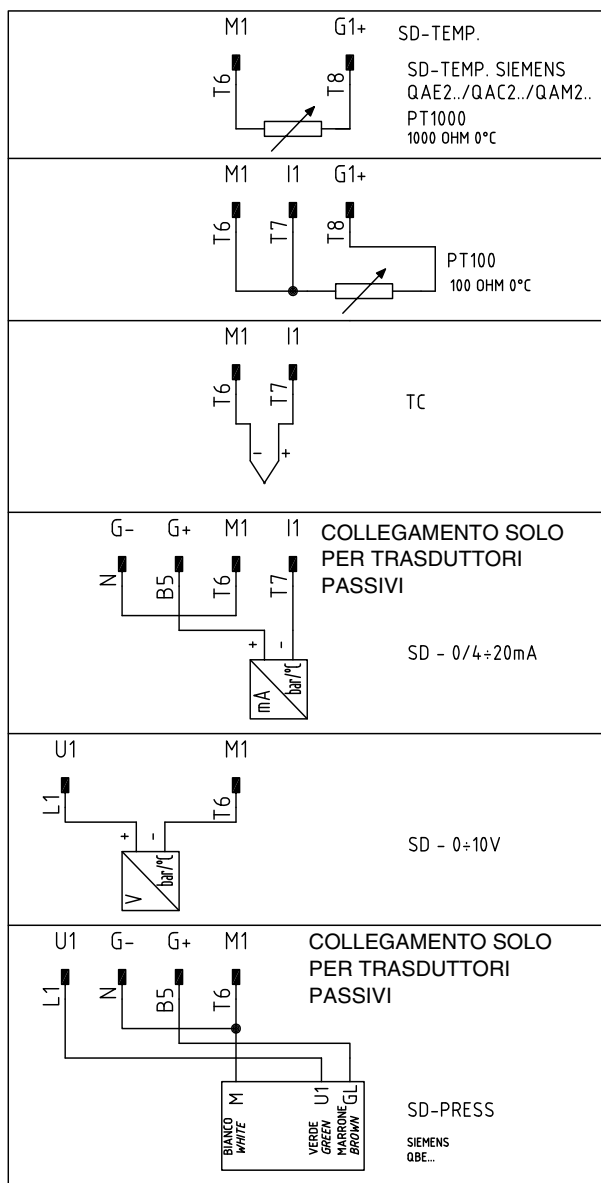 M1 G1+ SD-TEMP.
T6 T8 SD-TEMP. SIEMENS
QAE2../QAC2../QAM2..
PT1000
1000 OHM 0°C
M1 I1 G1+
T6 T7 T8
PT100
100 OHM 0°C
M1 I1
T6 T7
TC
- +
G- G+ M1 I1 COLLEGAMENTO SOLO
PER TRASDUTTORI
PASSIVI
N B5 T6 T7
+ -
SD - 0/4÷20mA
mA bar/°C
U1 M1
L1 T6
+ -
SD - 0÷10V
V bar/°C
U1 G- G+ M1 COLLEGAMENTO SOLO
PER TRASDUTTORI
PASSIVI
L1 N B5 T6
M U1 GL
BIANCO
WHITE
VERDE
GREEN
MARRONE
BROWN
SD-PRESS
SIEMENS
QBE...